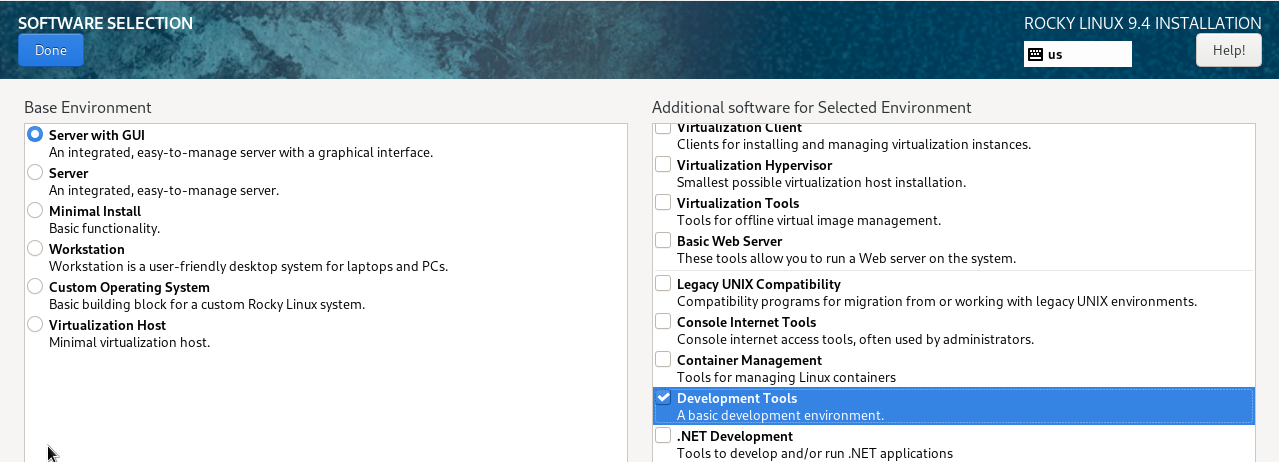 SOFTWARE SELECTION
ROCKY LINUX 9.4 INSTALLATION
Done
us
Help!
Base Environment
Server with GUI
An integrated, easy-to-manage server with a graphical interface.
Server
An integrated, easy-to-manage server.
Minimal Install
Basic functionality.
Workstation
Workstation is a user-friendly desktop system for laptops and PCs.
Custom Operating System
Basic building block for a custom Rocky Linux system.
Virtualization Host
Minimal virtualization host.
Additional software for Selected Environment
Virtualization Client
Clients for installing and managing virtualization instances.
Virtualization Hypervisor
Smallest possible virtualization host installation.
Virtualization Tools
Tools for offline virtual image management.
Basic Web Server
These tools allow you to run a Web server on the system.
Legacy UNIX Compatibility
Compatibility programs for migration from or working with legacy UNIX environments.
Console Internet Tools
Console internet access tools, often used by administrators.
Container Management
Tools for managing Linux containers
Development Tools
A basic development environment.
.NET Development
Tools to develop and/or run .NET applications